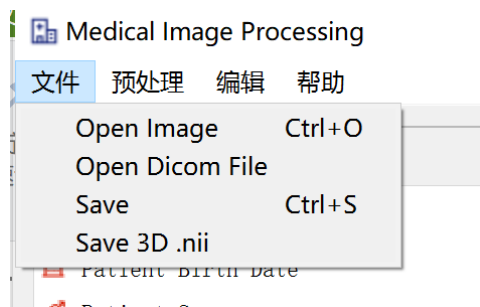 Medical Image Processing
文件 预处理 编辑 帮助
Open Image Ctrl+O
Open Dicom File
Save Ctrl+S
Save 3D .nii
Patient Birth Date